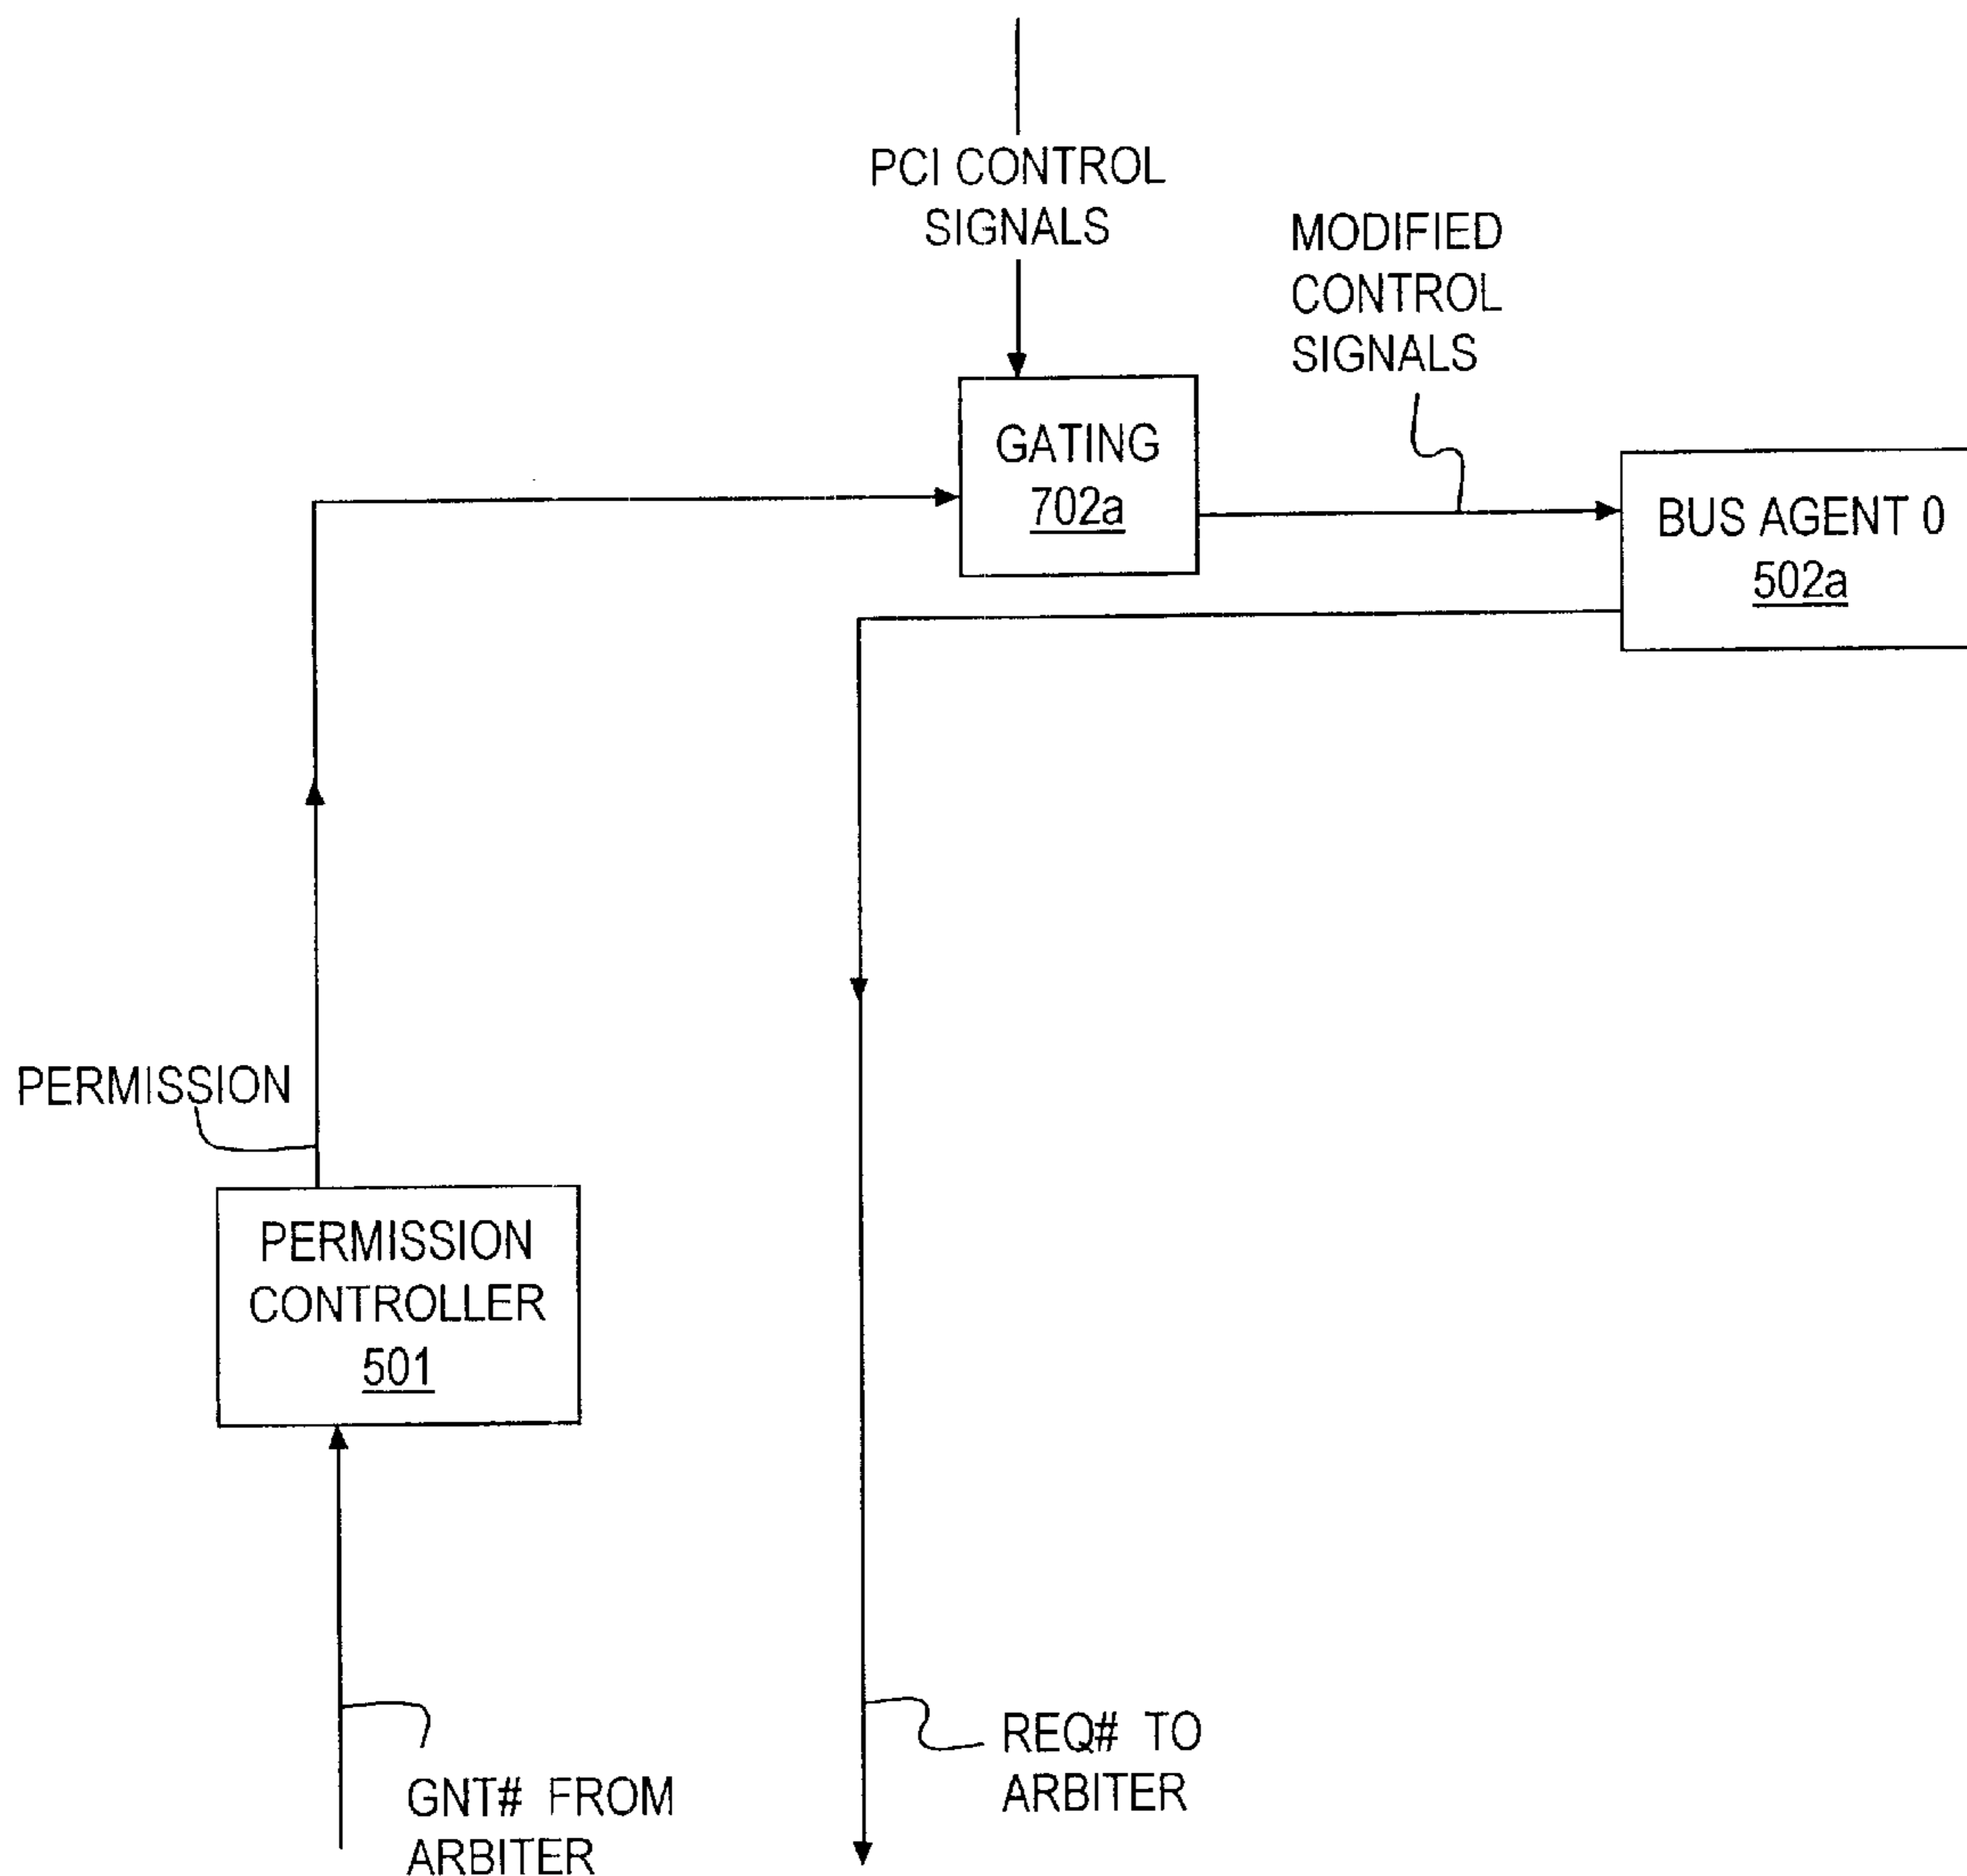 PCI CONTROL
SIGNALS
MODIFIED
CONTROL
SIGNALS
GATING
702a
BUS AGENT 0
502a
PERMISSION
PERMISSION
CONTROLLER
501
GNT# FROM
ARBITER
REQ# TO
ARBITER